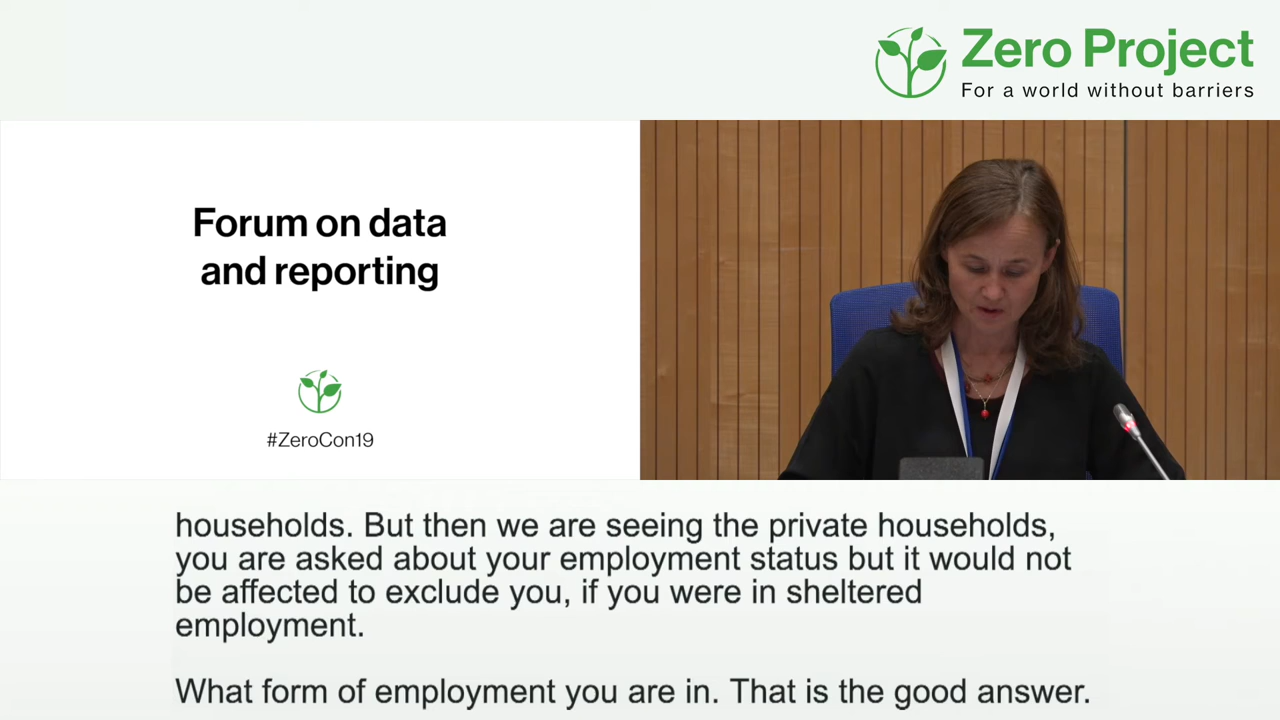 Zero Project
For a world without barriers
Forum on data
and reporting
#ZeroCon19
households. But then we are seeing the private households,
you are asked about your employment status but it would not
be affected to exclude you, if you were in sheltered
employment.
What form of employment you are in. That is the good answer.